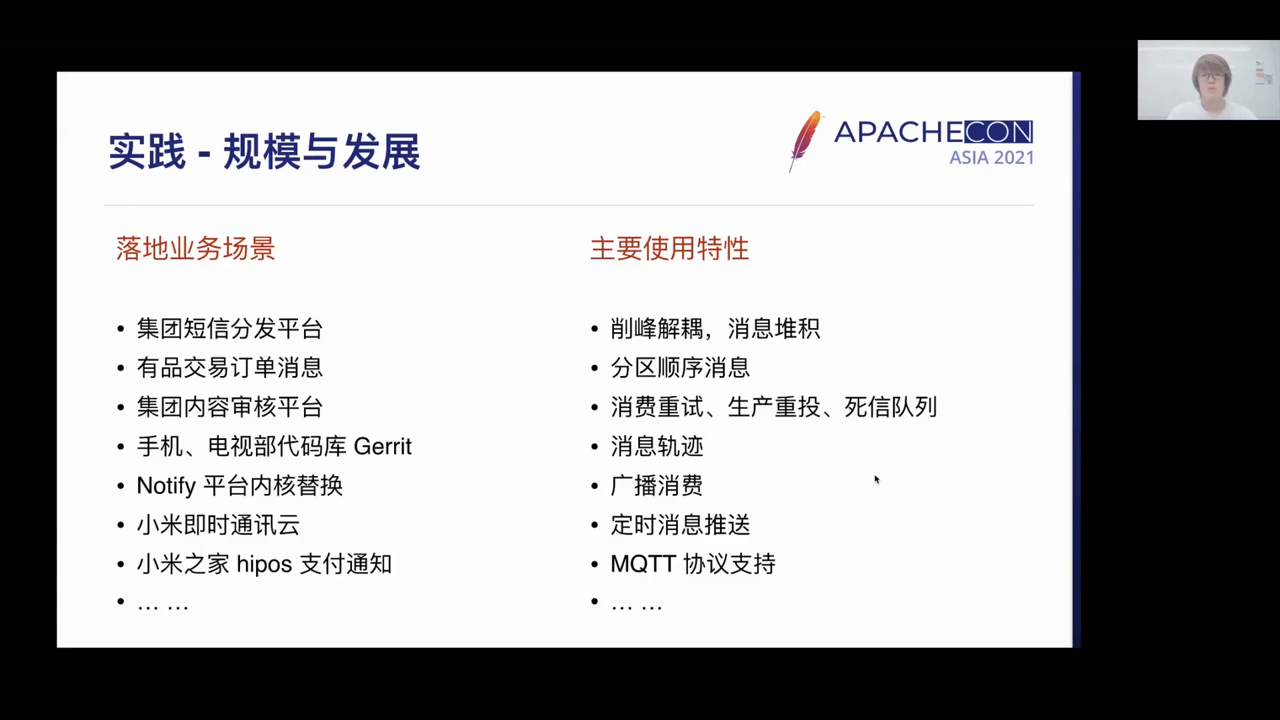 实践 - 规模与发展
APACHECON
ASIA 2021
落地业务场景
• 集团短信分发平台
• 有品交易订单消息
• 集团内容审核平台
• 手机、电视部代码库 Gerrit
• Notify 平台内核替换
• 小米即时通讯云
• 小米之家 hipos 支付通知
• … …
主要使用特性
• 削峰解耦，消息堆积
• 分区顺序消息
• 消费重试、生产重投、死信队列
• 消息轨迹
• 广播消费
• 定时消息推送
• MQTT 协议支持
• … …